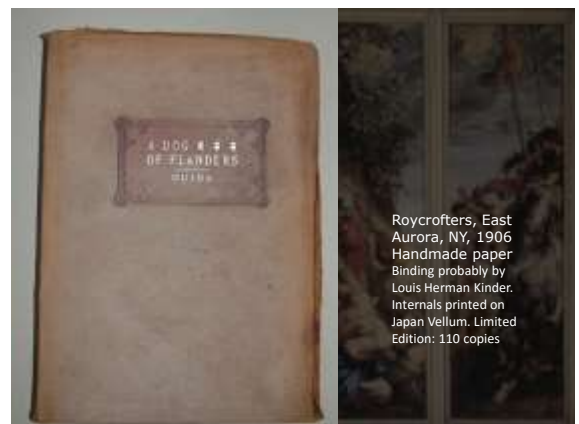 A DOG
OF FLANDERS
OUIDA
Roycrofters, East
Aurora, NY, 1906
Handmade paper
Binding probably by
Louis Herman Kinder.
Internals printed on
Japan Vellum. Limited
Edition: 110 copies